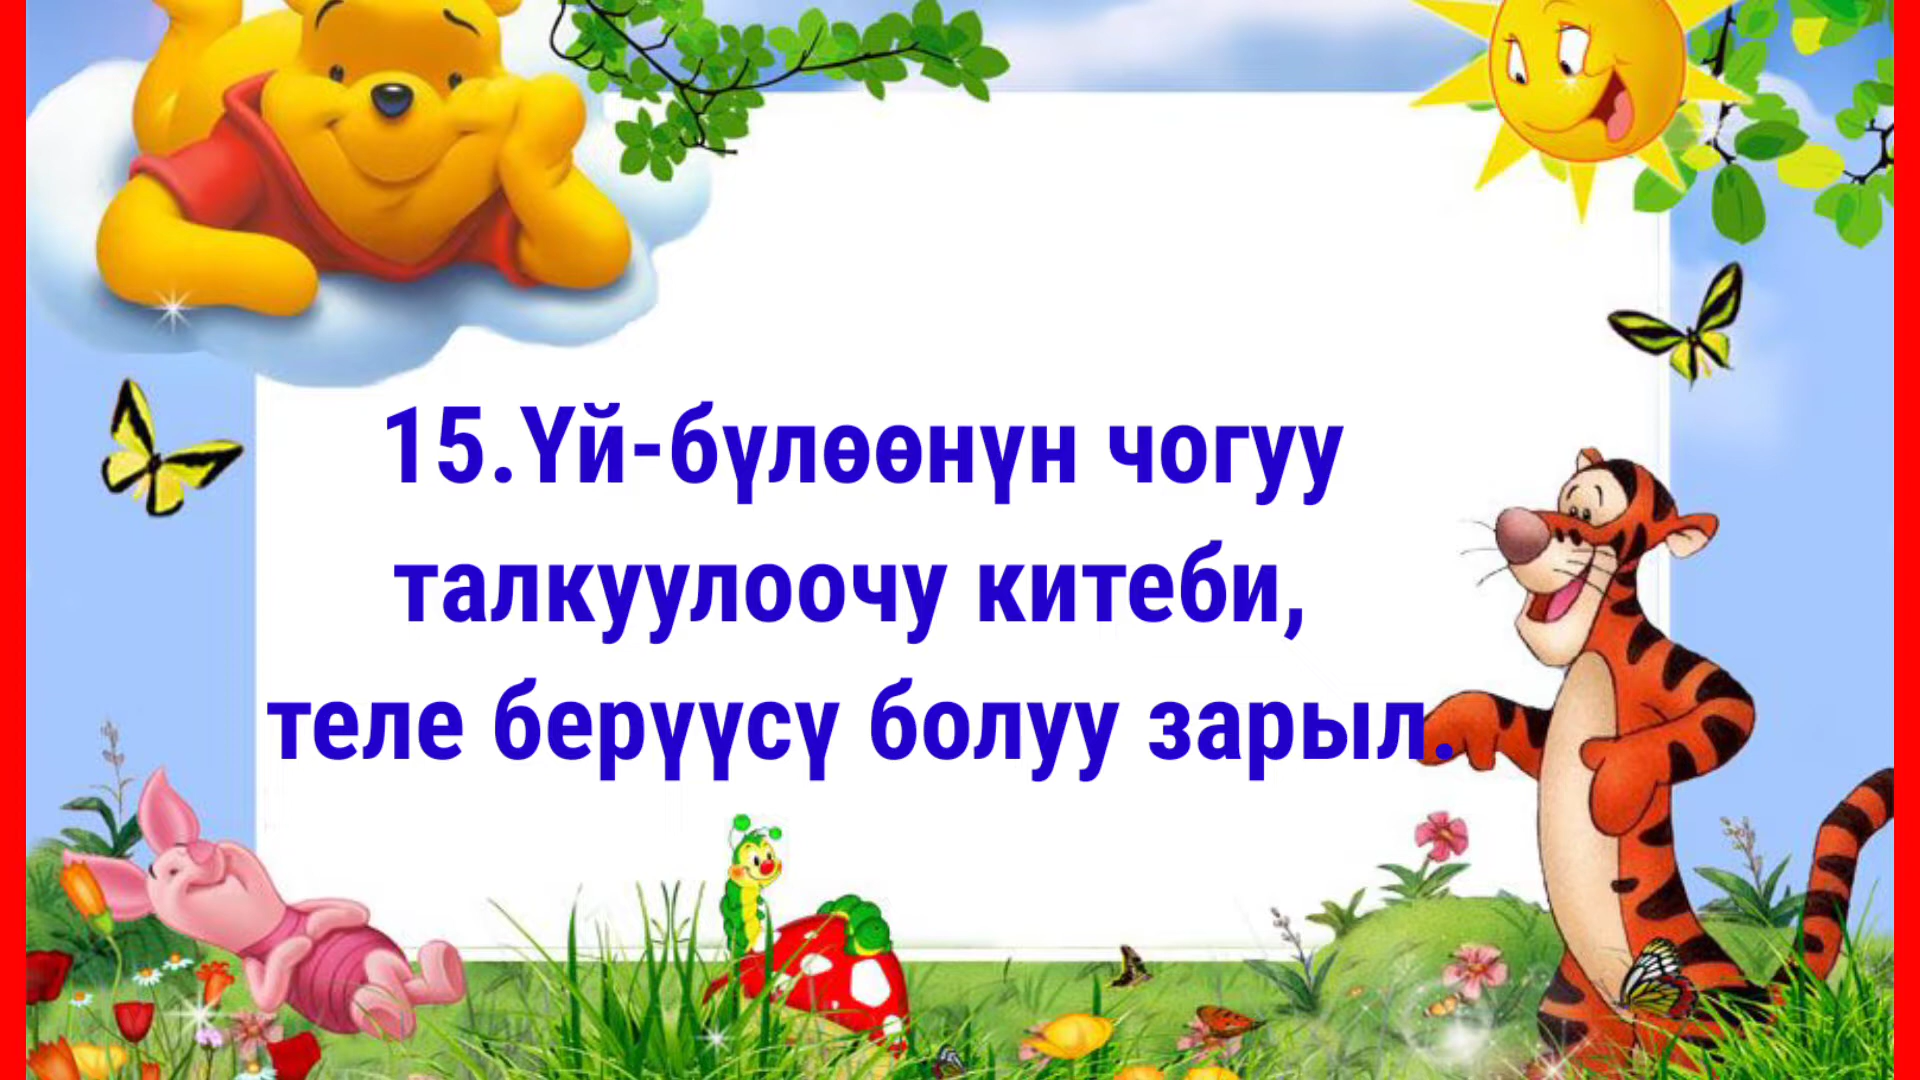 15.Үй-бүлөөнүн чогуу
талкуулоочу китеби,
теле берүүсү болуу зарыл.